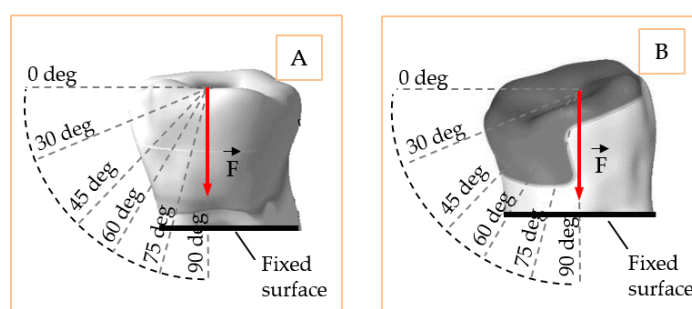 A
0 deg
30 deg
45 deg
60 deg
75 deg
90 deg
F
Fixed
surface
B
0 deg
30 deg
45 deg
60 deg
75 deg
90 deg
F
Fixed
surface